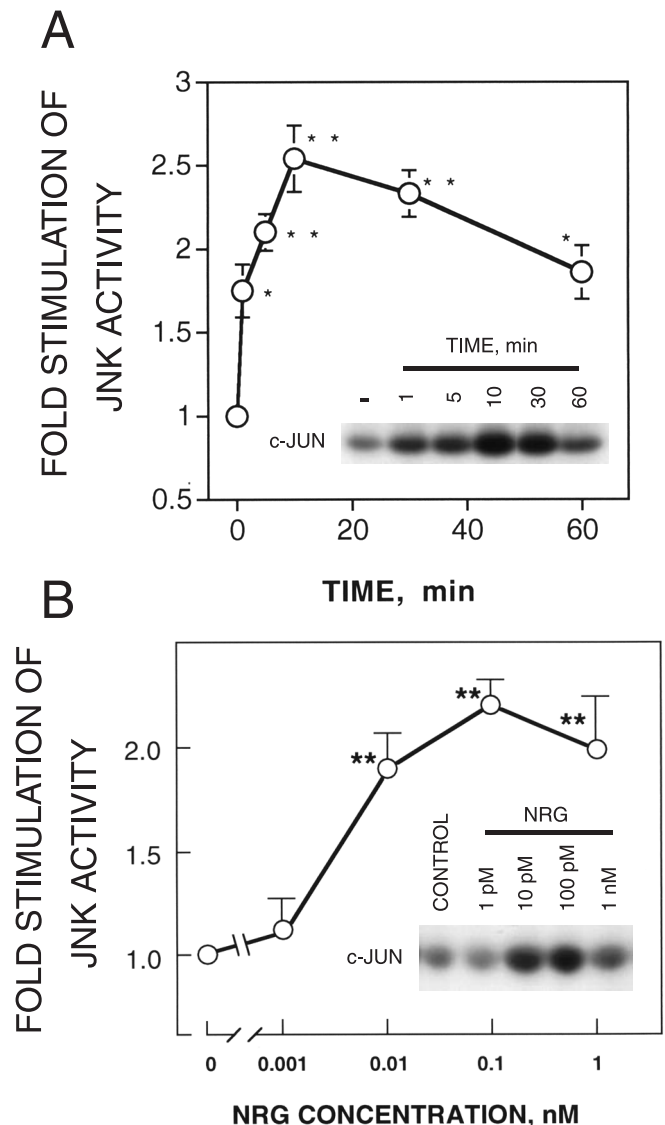 A
FOLD STIMULATION OF
JNK ACTIVITY
3
2.5
2
1.5
1
0.5
* *
* *
* *
*
*
TIME, min
- 1 5 10 30 60
c-JUN
0 20 40 60
TIME, min
B
FOLD STIMULATION OF
JNK ACTIVITY
2.0
1.5
1.0
**
**
**
NRG
CONTROL 1 pM 10 pM 100 pM 1 nM
c-JUN
0 0.001 0.01 0.1 1
NRG CONCENTRATION, nM